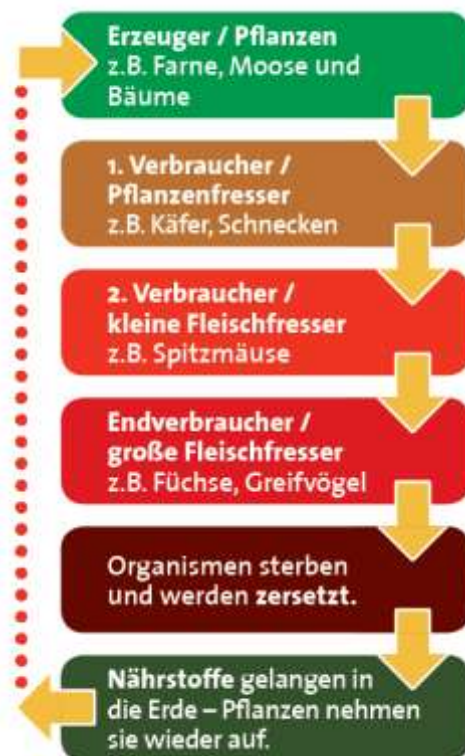 Erzeuger / Pflanzen
z.B. Farne, Moose und
Bäume
1. Verbraucher /
Pflanzenfresser
z.B. Käfer, Schnecken
2. Verbraucher /
kleine Fleischfresser
z.B. Spitzmäuse
Endverbraucher /
große Fleischfresser
z.B. Füchse, Greifvögel
Organismen sterben
und werden zersetzt.
Nährstoffe gelangen in
die Erde – Pflanzen nehmen
sie wieder auf.